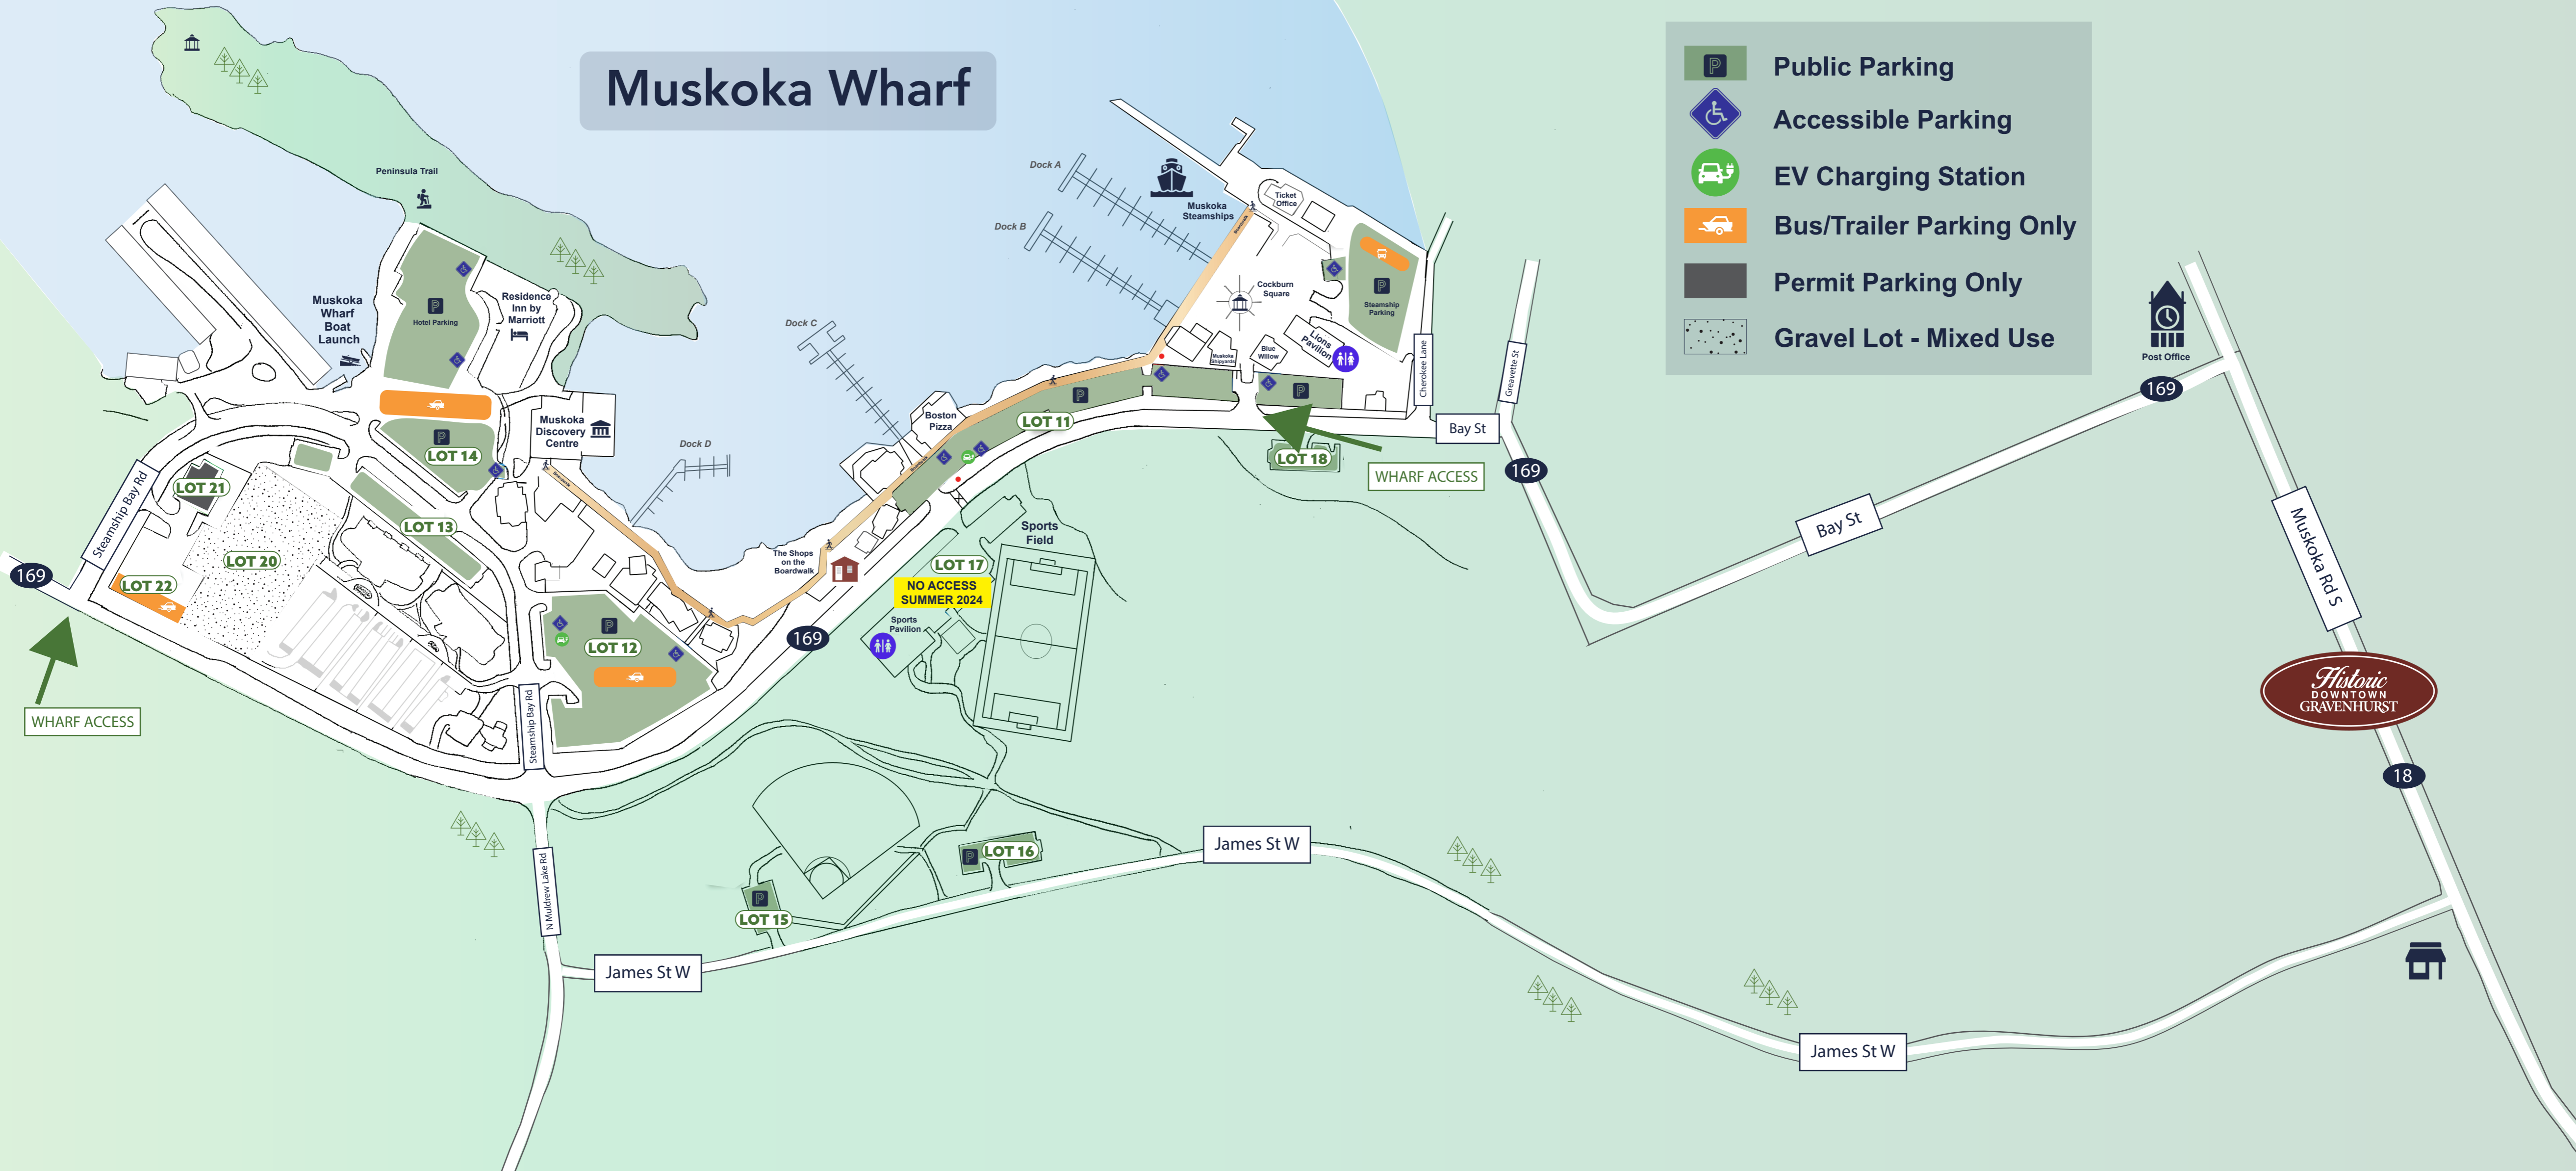 Muskoka Wharf
P
Public Parking
Accessible Parking
EV Charging Station
Bus/Trailer Parking Only
Permit Parking Only
Gravel Lot - Mixed Use
Peninsula Trail
Muskoka
Wharf
Boat
Launch
P
Hotel Parking
Residence
Inn by
Marriott
Muskoka
Discovery
Centre
P
LOT 14
LOT 21
LOT 13
LOT 20
LOT 22
Steamship Bay Rd
169
WHARF ACCESS
Dock A
Dock B
Dock C
Dock D
Muskoka
Steamships
Ticket
Office
Boardwalk
Cockburn
Square
P
Steamship
Parking
Lions
Pavilion
Blue
Willow
Muskoka
Shipyards
Cherokee Lane
Greavette St
Bay St
P
P
LOT 11
LOT 18
WHARF ACCESS
169
Boston
Pizza
Boardwalk
Boardwalk
The Shops
on the
Boardwalk
Sports
Field
LOT 17
NO ACCESS
SUMMER 2024
Sports
Pavilion
169
P
LOT 12
Steamship Bay Rd
N Muldrew Lake Rd
P
LOT 16
P
LOT 15
James St W
James St W
James St W
Bay St
169
Post Office
Muskoka Rd S
Historic
DOWNTOWN
GRAVENHURST
18